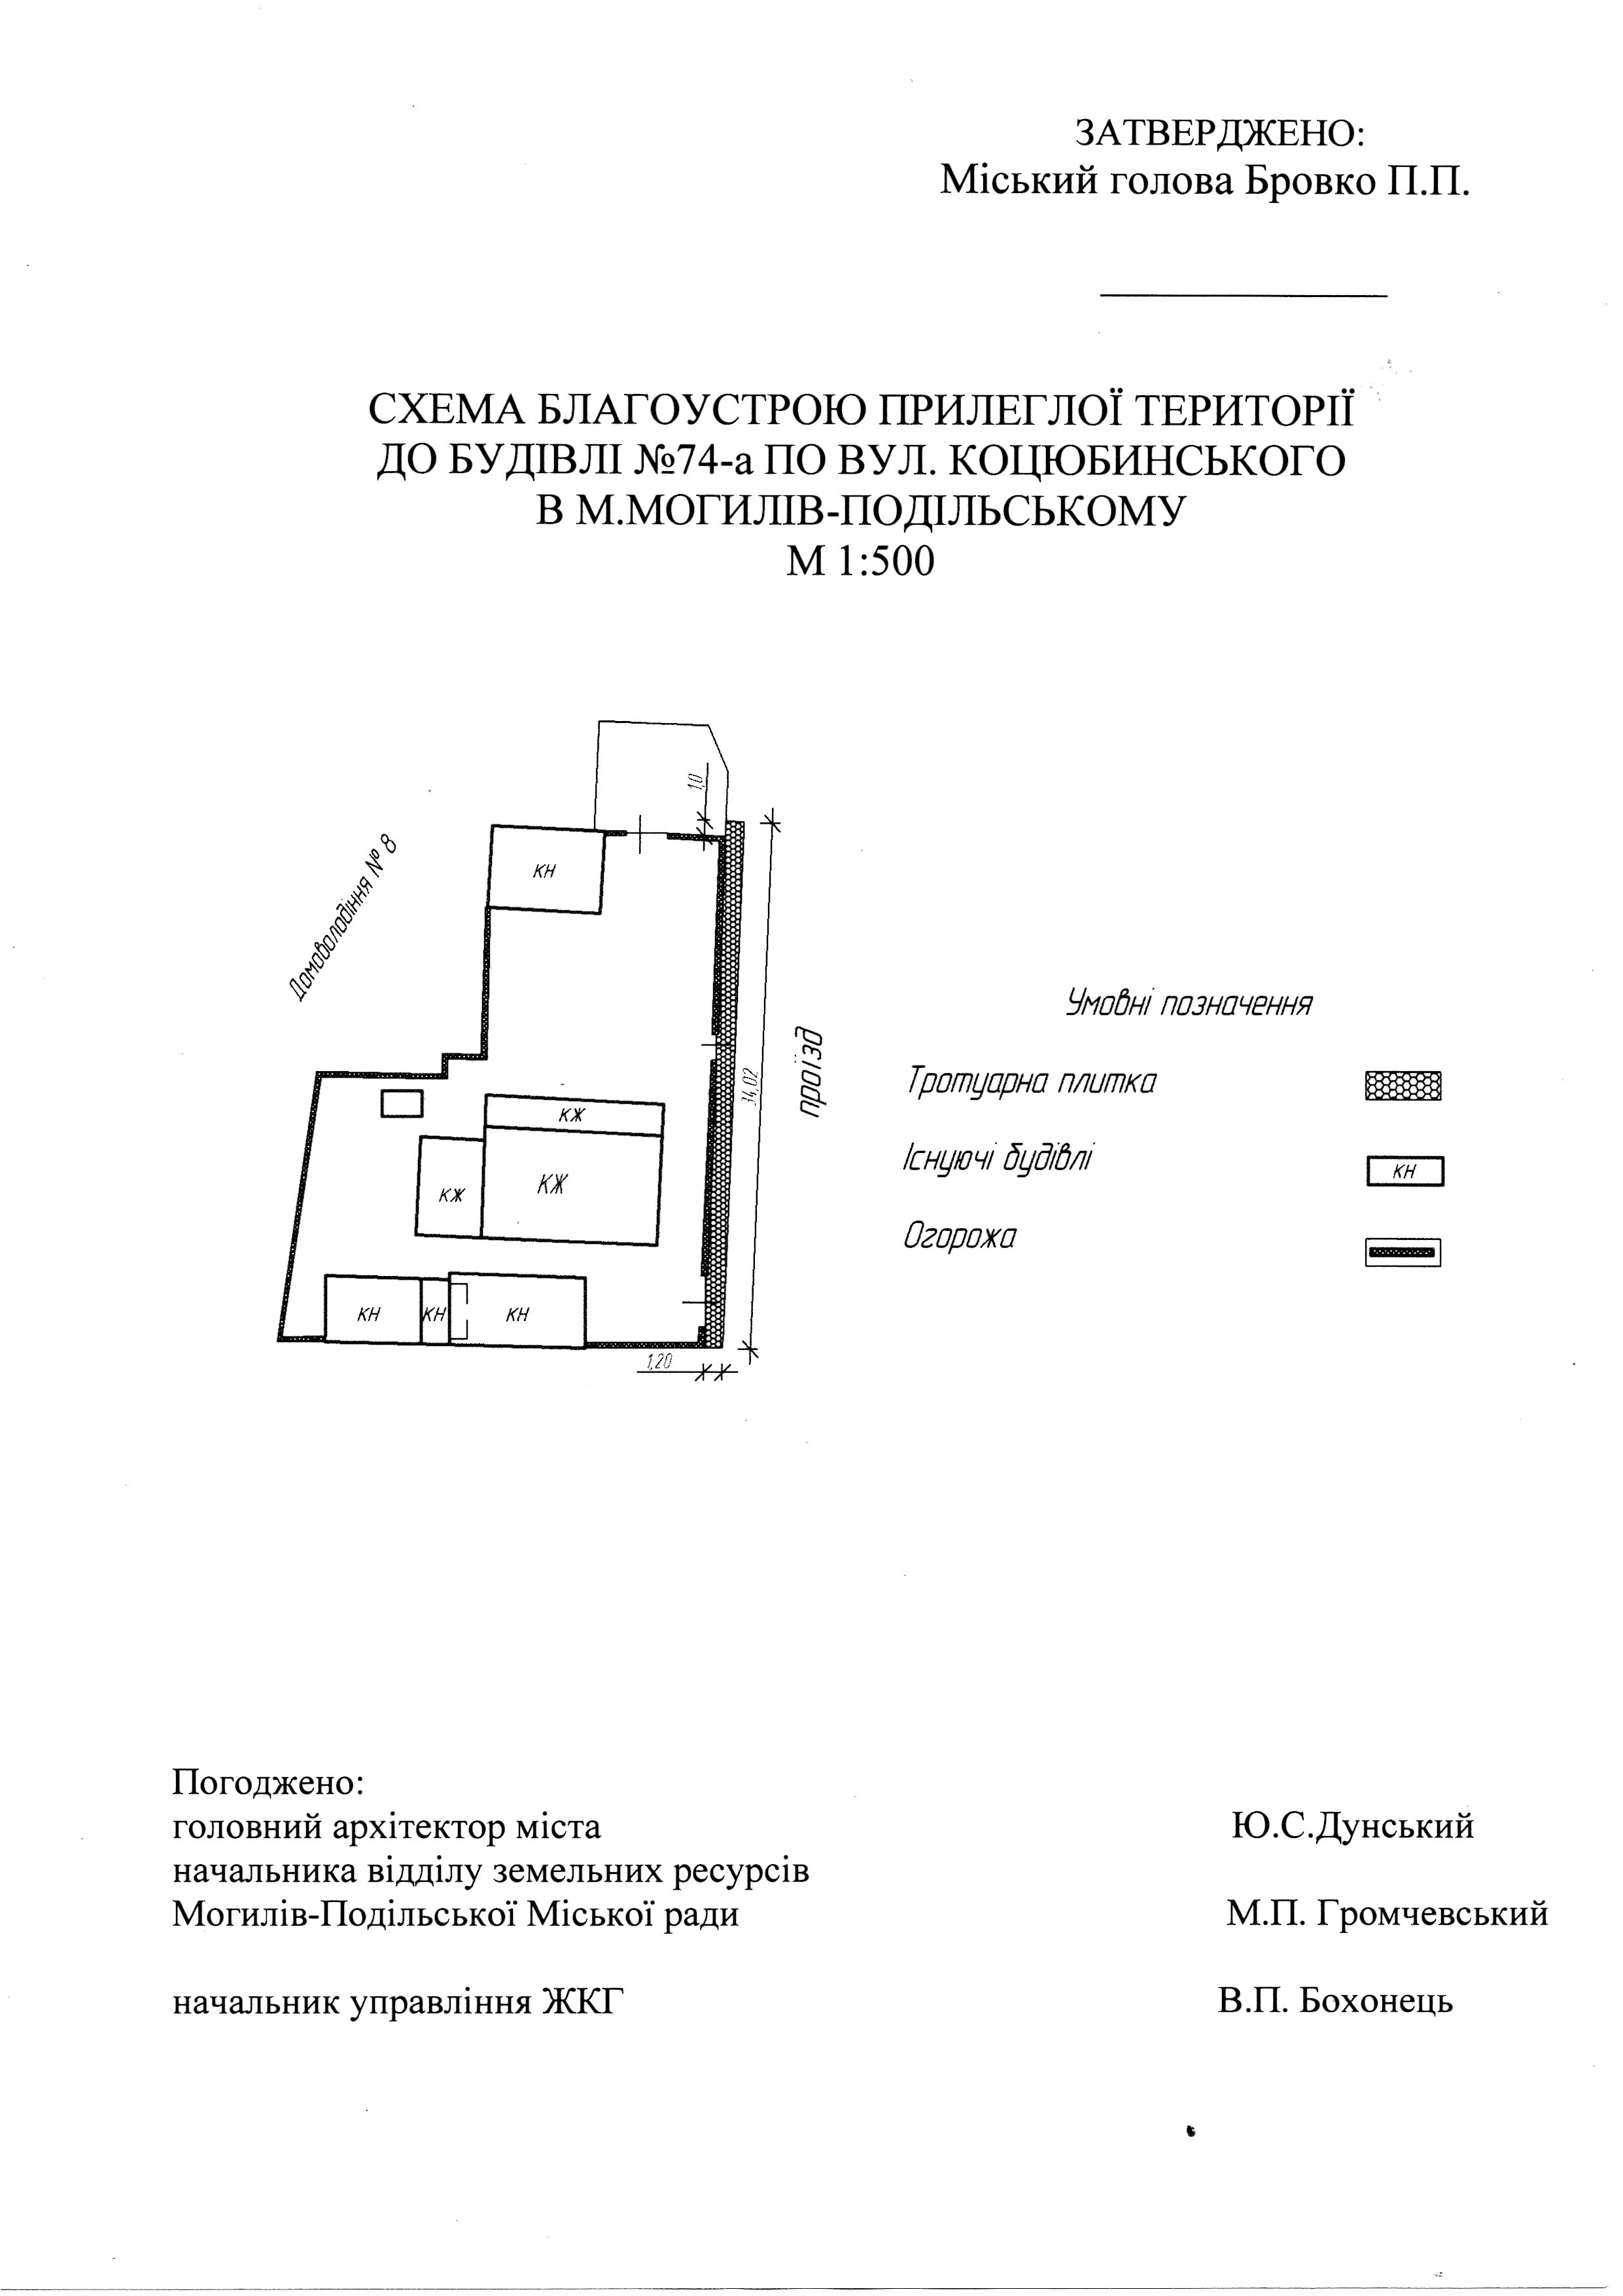 ЗАТВЕРДЖЕНО:
Міський голова Бровко П.П.
СХЕМА БЛАГОУСТРОЮ ПРИЛЕГЛОЇ ТЕРИТОРІЇ
ДО БУДІВЛІ №74-а ПО ВУЛ. КОЦЮБИНСЬКОГО
В М.МОГИЛІВ-ПОДІЛЬСЬКОМУ
М 1:500
1,0
Домоволодіння № 8
КН
34,02
проїзд
КЖ
КЖ
КЖ
КН
КН
КН
1,20
Умовні позначення
Тротуарна плитка
Існуючі будівлі
КН
Огорожа
Погоджено:
головний архітектор міста Ю.С.Дунський
начальника відділу земельних ресурсів
Могилів-Подільської Міської ради М.П. Громчевський
начальник управління ЖКГ В.П. Бохонець